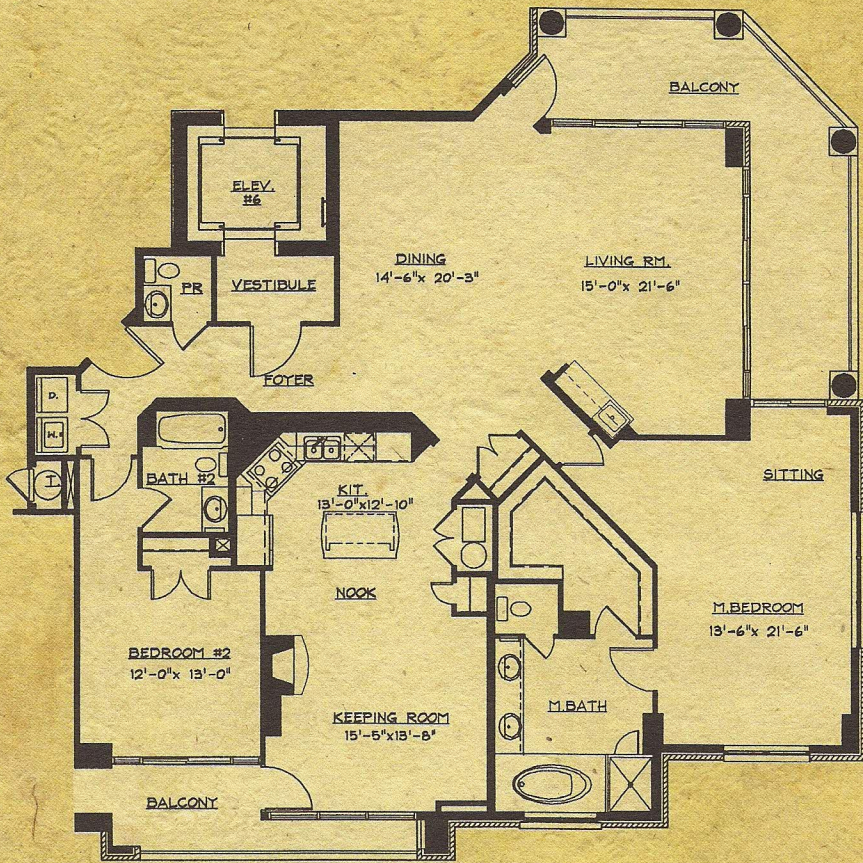 BALCONY
ELEV.
#6
DINING
14'-6"x 20'-3"
LIVING RM.
15'-0"x 21'-6"
PR
VESTIBULE
FOYER
D.
W.
T
BATH #2
KIT.
13'-0"x12'-10"
SITTING
NOOK
M.BEDROOM
13'-6"x 21'-6"
BEDROOM #2
12'-0"x 13'-0"
M.BATH
KEEPING ROOM
15'-5"x13'-8"
BALCONY